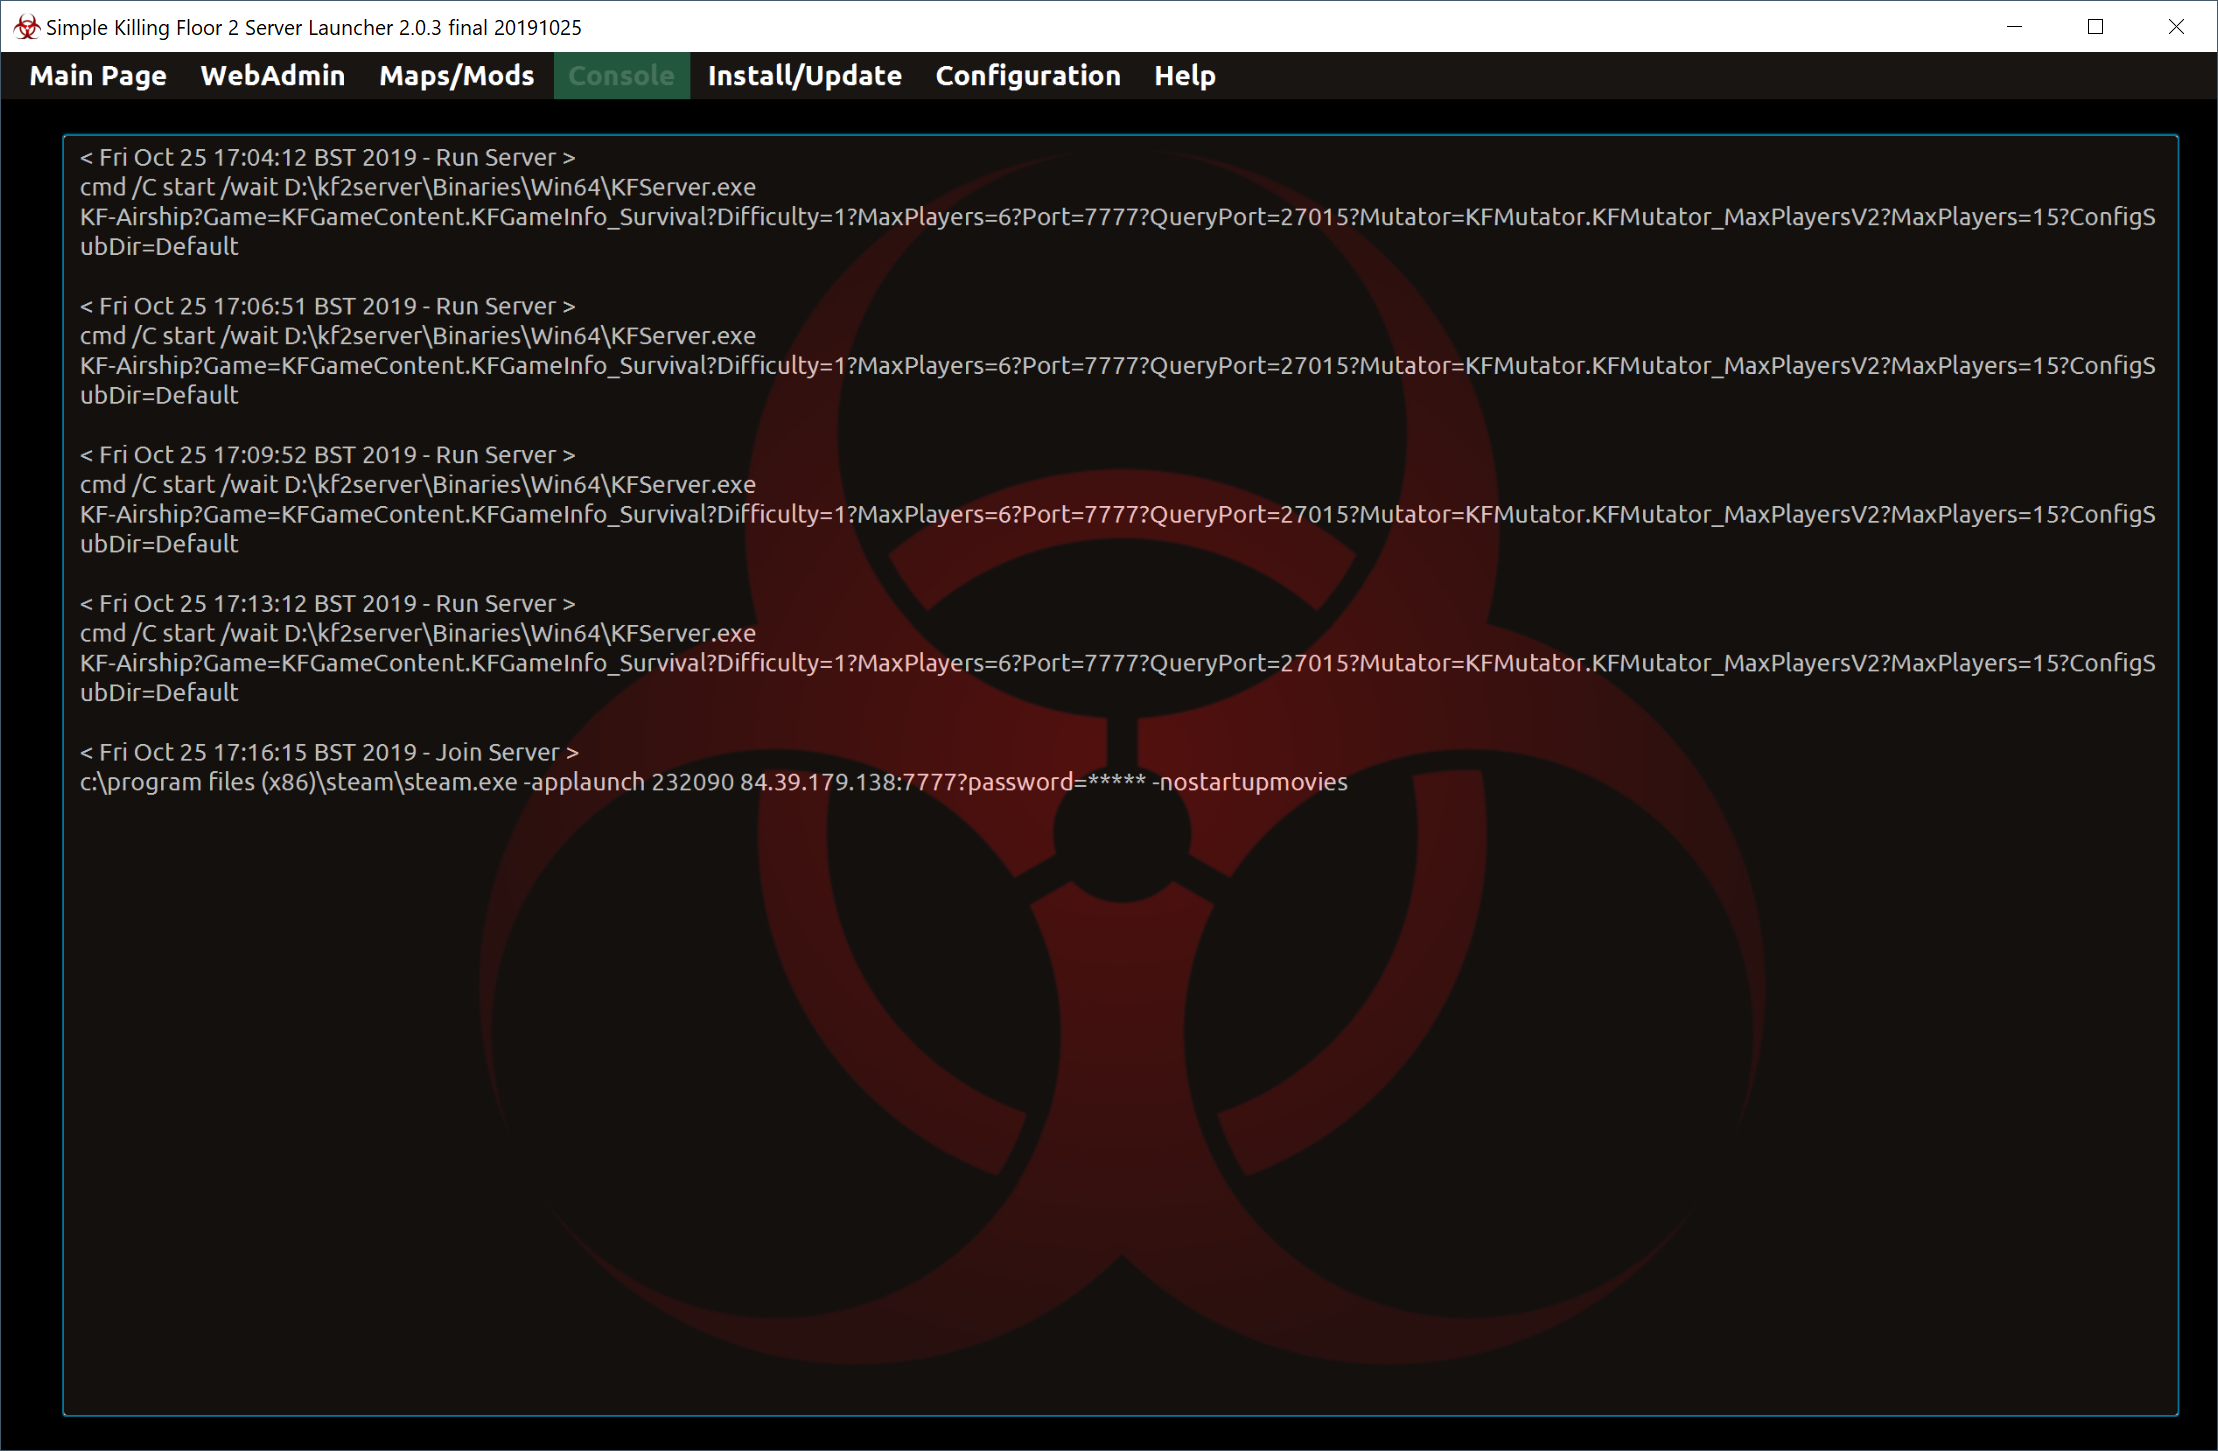 Simple Killing Floor 2 Server Launcher 2.0.3 final 20191025
Main Page WebAdmin Maps/Mods Console Install/Update Configuration Help
< Fri Oct 25 17:04:12 BST 2019 - Run Server >
cmd /C start /wait D:\kf2server\Binaries\Win64\KFServer.exe
KF-Airship?Game=KFGameContent.KFGameInfo_Survival?Difficulty=1?MaxPlayers=6?Port=7777?QueryPort=27015?Mutator=KFMutator.KFMutator_MaxPlayersV2?MaxPlayers=15?ConfigS
ubDir=Default
< Fri Oct 25 17:06:51 BST 2019 - Run Server >
cmd /C start /wait D:\kf2server\Binaries\Win64\KFServer.exe
KF-Airship?Game=KFGameContent.KFGameInfo_Survival?Difficulty=1?MaxPlayers=6?Port=7777?QueryPort=27015?Mutator=KFMutator.KFMutator_MaxPlayersV2?MaxPlayers=15?ConfigS
ubDir=Default
< Fri Oct 25 17:09:52 BST 2019 - Run Server >
cmd /C start /wait D:\kf2server\Binaries\Win64\KFServer.exe
KF-Airship?Game=KFGameContent.KFGameInfo_Survival?Difficulty=1?MaxPlayers=6?Port=7777?QueryPort=27015?Mutator=KFMutator.KFMutator_MaxPlayersV2?MaxPlayers=15?ConfigS
ubDir=Default
< Fri Oct 25 17:13:12 BST 2019 - Run Server >
cmd /C start /wait D:\kf2server\Binaries\Win64\KFServer.exe
KF-Airship?Game=KFGameContent.KFGameInfo_Survival?Difficulty=1?MaxPlayers=6?Port=7777?QueryPort=27015?Mutator=KFMutator.KFMutator_MaxPlayersV2?MaxPlayers=15?ConfigS
ubDir=Default
< Fri Oct 25 17:16:15 BST 2019 - Join Server >
c:\program files (x86)\steam\steam.exe -applaunch 232090 84.39.179.138:7777?password=***** -nostartupmovies